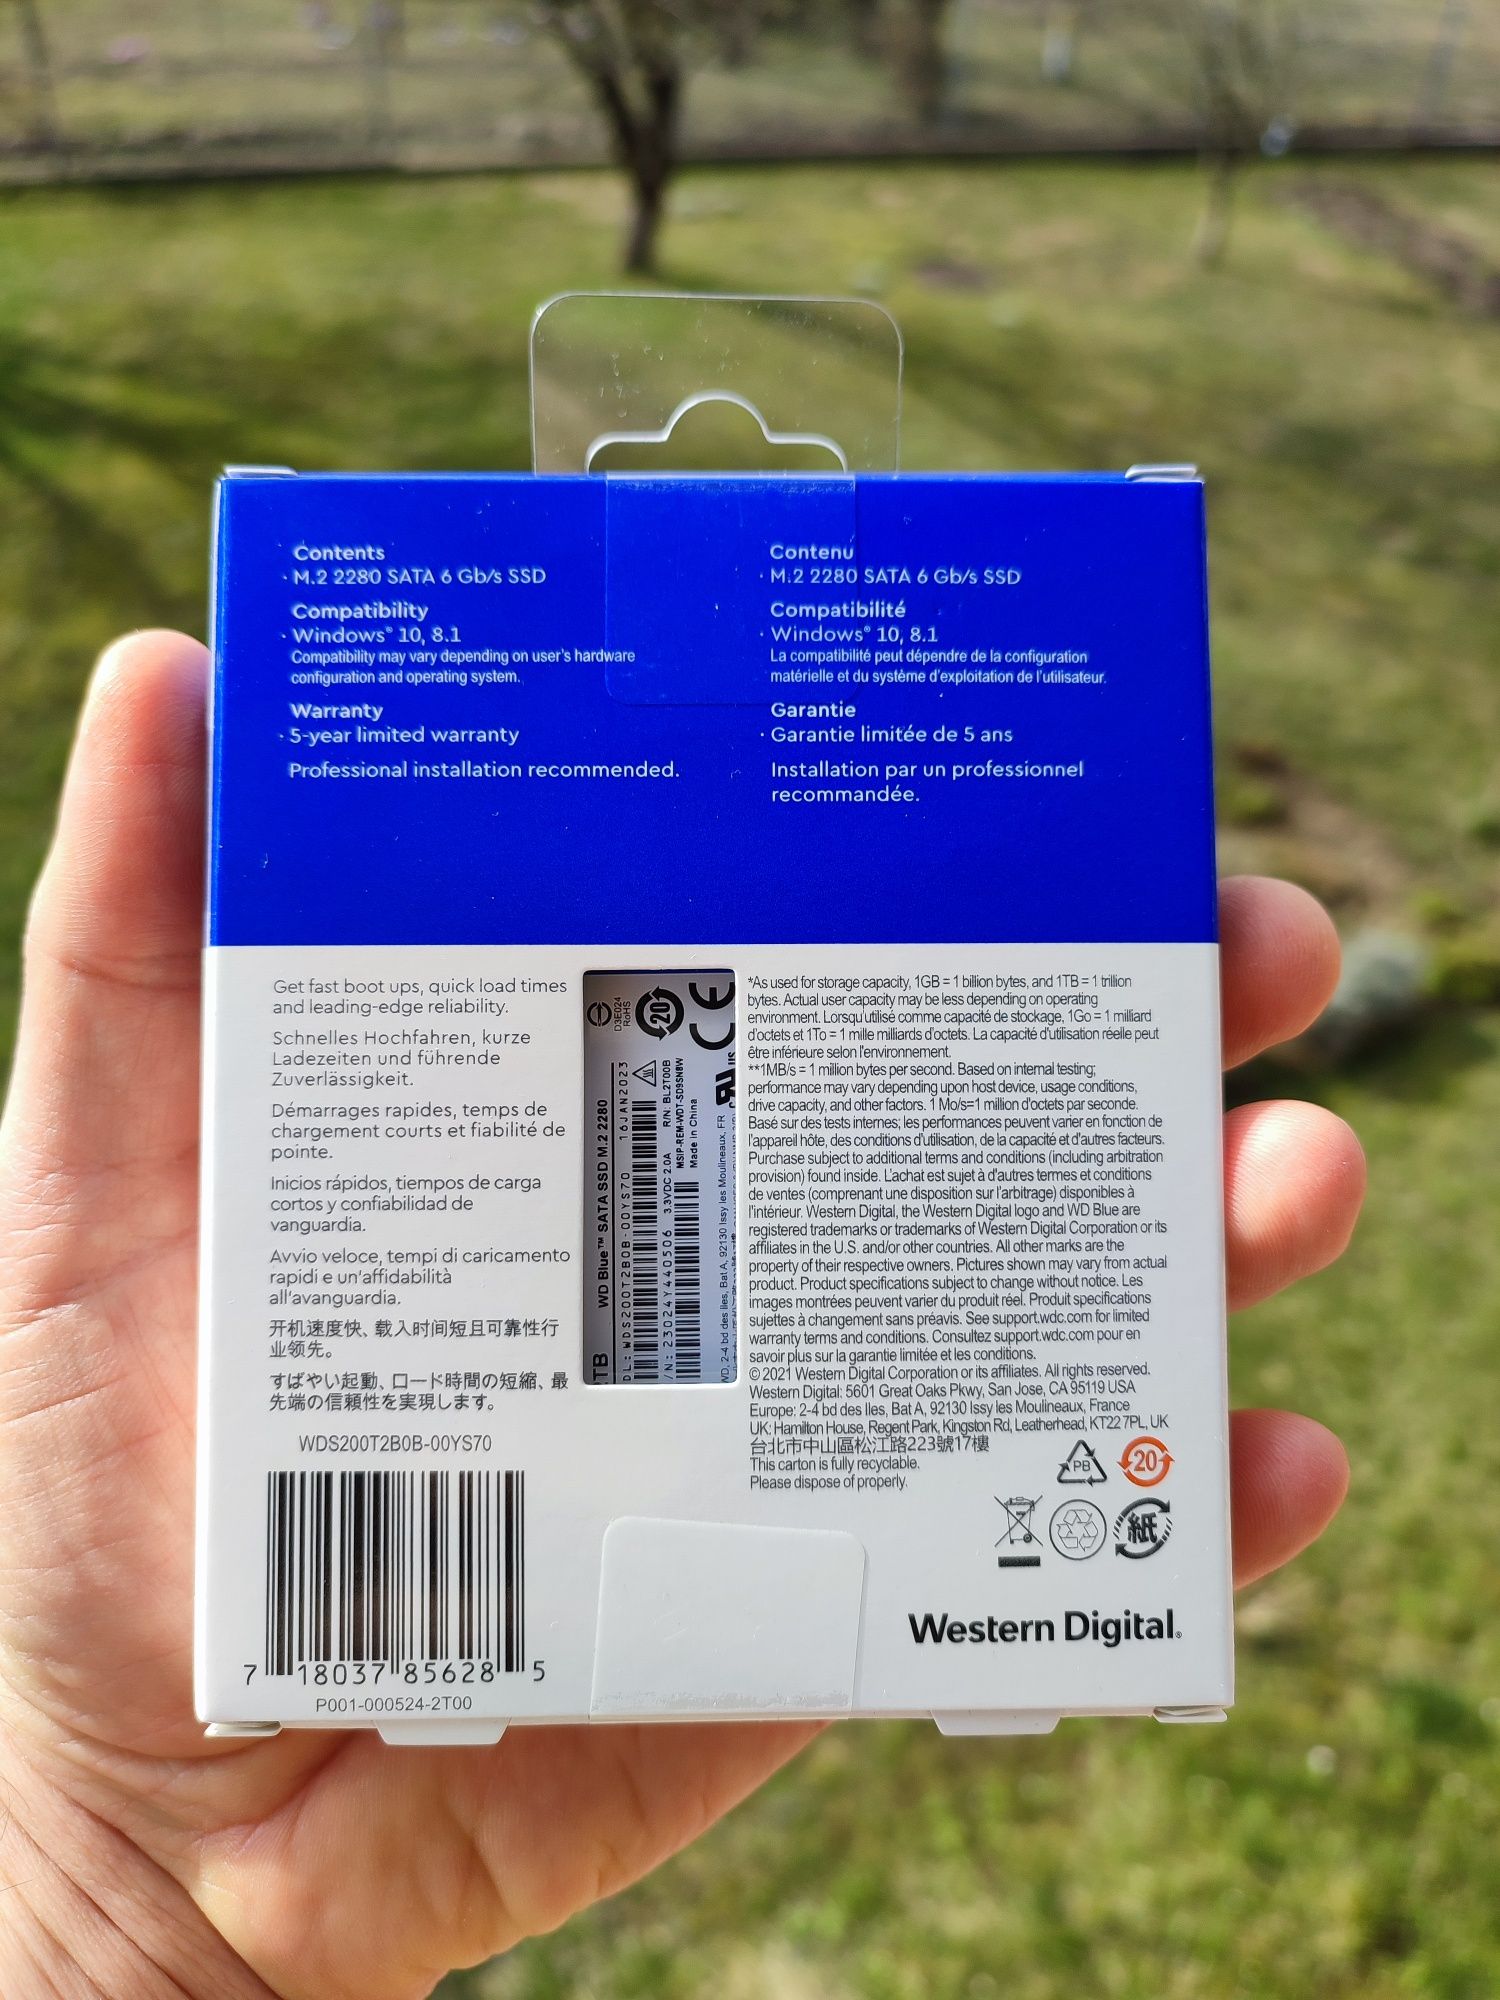 Contents
· M.2 2280 SATA 6 Gb/s SSD
Compatibility
· Windows® 10, 8.1
Compatibility may vary depending on user's hardware
configuration and operating system.
Warranty
· 5-year limited warranty
Professional installation recommended.
Contenu
· M.2 2280 SATA 6 Gb/s SSD
Compatibilité
· Windows® 10, 8.1
La compatibilité peut dépendre de la configuration
matérielle et du système d'exploitation de l'utilisateur.
Garantie
· Garantie limitée de 5 ans
Installation par un professionnel
recommandée.
Get fast boot ups, quick load times
and leading-edge reliability.
Schnelles Hochfahren, kurze
Ladezeiten und führende
Zuverlässigkeit.
Démarrages rapides, temps de
chargement courts et fiabilité de
pointe.
Inicios rápidos, tiempos de carga
cortos y confiabilidad de
vanguardia.
Avvio veloce, tempi di caricamento
rapidi e un'affidabilità
all'avanguardia.
开机速度快、载入时间短且可靠性行
业领先。
すばやい起動、ロード時間の短縮、最
先端の信頼性を実現します。
WDS200T2B0B-00YS70
7 18037 85628 5
P001-000524-2T00
TB
WD Blue™ SATA SSD M.2 2280
DL: WDS200T2B0B-00YS70 16JAN2023
/N: 23024Y440506 3.3VDC 2.0A R/N: BL2T00B
MSIP-REM-WDT-SD9SN8W
Made in China
WD, 2-4 bd des Iles, Bat A, 92130 Issy les Moulineaux, FR
D3E024
RoHS
20
CE
*As used for storage capacity, 1GB = 1 billion bytes, and 1TB = 1 trillion
bytes. Actual user capacity may be less depending on operating
environment. Lorsqu'utilisé comme capacité de stockage, 1Go = 1 milliard
d'octets et 1To = 1 mille milliards d'octets. La capacité d'utilisation réelle peut
être inférieure selon l'environnement.
**1MB/s = 1 million bytes per second. Based on internal testing;
performance may vary depending upon host device, usage conditions,
drive capacity, and other factors. 1 Mo/s=1 million d'octets par seconde.
Basé sur des tests internes; les performances peuvent varier en fonction de
l'appareil hôte, des conditions d'utilisation, de la capacité et d'autres facteurs.
Purchase subject to additional terms and conditions (including arbitration
provision) found inside. L'achat est sujet à d'autres termes et conditions
de ventes (comprenant une disposition sur l'arbitrage) disponibles à
l'intérieur. Western Digital, the Western Digital logo and WD Blue are
registered trademarks or trademarks of Western Digital Corporation or its
affiliates in the U.S. and/or other countries. All other marks are the
property of their respective owners. Pictures shown may vary from actual
product. Product specifications subject to change without notice. Les
images montrées peuvent varier du produit réel. Produit specifications
sujettes à changement sans préavis. See support.wdc.com for limited
warranty terms and conditions. Consultez support.wdc.com pour en
savoir plus sur la garantie limitée et les conditions.
© 2021 Western Digital Corporation or its affiliates. All rights reserved.
Western Digital: 5601 Great Oaks Pkwy, San Jose, CA 95119 USA
Europe: 2-4 bd des Iles, Bat A, 92130 Issy les Moulineaux, France
UK: Hamilton House, Regent Park, Kingston Rd, Leatherhead, KT22 7PL, UK
台北市中山區松江路223號17樓
This carton is fully recyclable.
Please dispose of properly.
PB
20
紙
Western Digital®